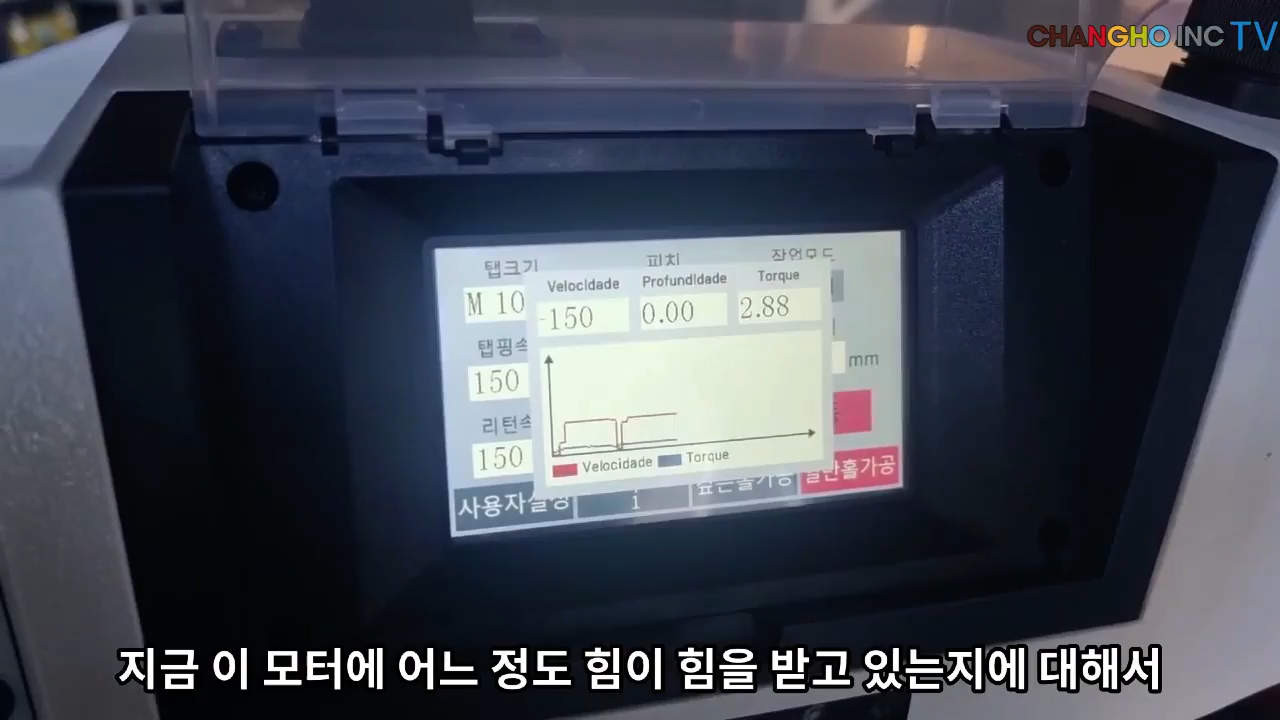 CHANGHO INC TV
탭크기 피치 작업모드
Velocidade Profundidade Torque
M 10 -150 0.00 2.88
탭핑속
150 mm
리턴속
150
Velocidade Torque
사용자설정 i 깊은홀가공 일반홀가공
지금 이 모터에 어느 정도 힘이 힘을 받고 있는지에 대해서